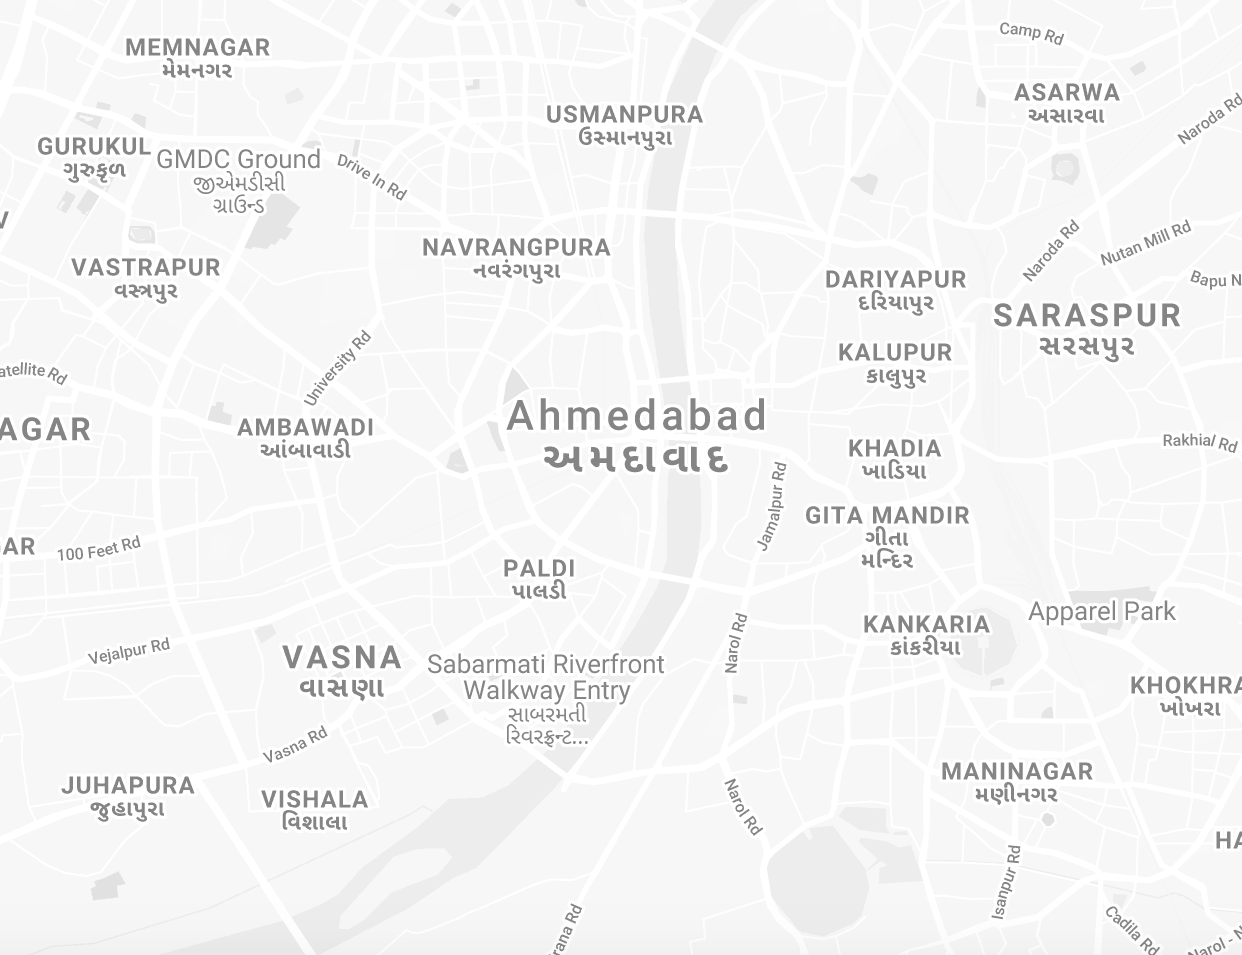 Camp Rd
MEMNAGAR
મેમનગર
ASARWA
અસારવા
USMANPURA
ઉસ્માનપુરા
Naroda Rd
GURUKUL
ગુરુકૃળ
GMDC Ground
જીએમડીસી
ગ્રાઉન્ડ
Drive In Rd
NAVRANGPURA
નવરંગપુરા
Naroda Rd
Nutan Mill Rd
VASTRAPUR
વસ્ત્રપુર
DARIYAPUR
દરિયાપુર
Bapu N
SARASPUR
સરસપુર
KALUPUR
કાલુપુર
University Rd
atellite Rd
AGAR
AMBAWADI
આંબાવાડી
Ahmedabad
અમદાવાદ
KHADIA
ખાડિયા
Rakhial Rd
Jamalpur Rd
GITA MANDIR
ગીતા
મન્દિર
AR
100 Feet Rd
PALDI
પાલડી
Apparel Park
KANKARIA
કાંકરીયા
Narol Rd
Vejalpur Rd
VASNA
વાસણા
Sabarmati Riverfront
Walkway Entry
સાબરમતી
રિવરફ્રન્ટ...
KHOKHRA
ખોખરા
Vasna Rd
JUHAPURA
જુહાપુરા
VISHALA
વિશાલા
MANINAGAR
મણીનગર
Narol Rd
HA
Isanpur Rd
Cadila Rd
irana Rd
Narol - N